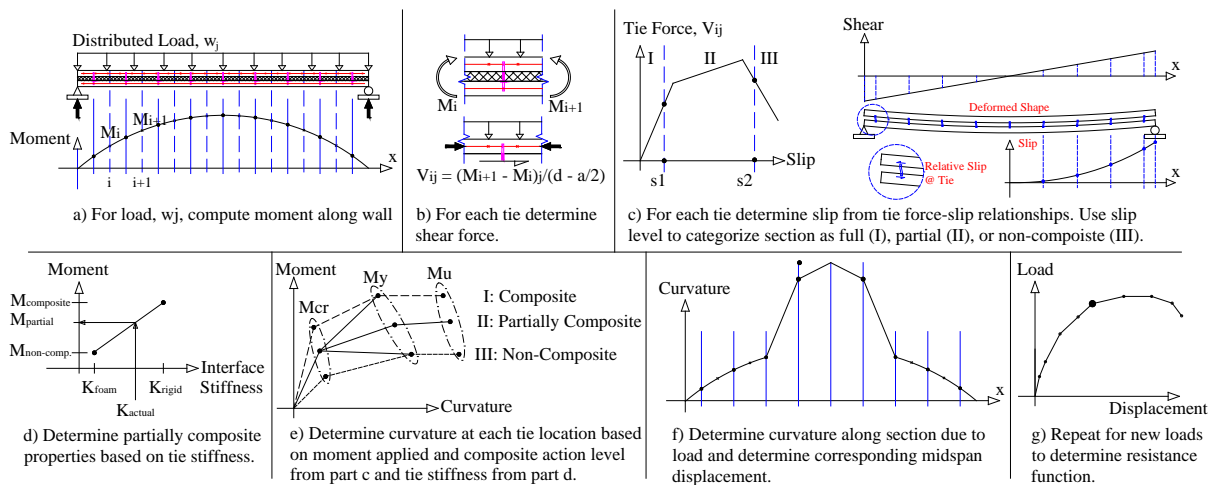 Distributed Load, wj
Moment
Mi
Mi+1
x
i
i+1
a) For load, wj, compute moment along wall
Mi
Mi+1
Vij = (Mi+1 - Mi)j/(d - a/2)
b) For each tie determine
shear force.
Tie Force, Vij
I
II
III
Slip
s1
s2
Shear
x
Deformed Shape
Slip
x
Relative Slip
@ Tie
c) For each tie determine slip from tie force-slip relationships. Use slip
level to categorize section as full (I), partial (II), or non-compoiste (III).
Moment
Mcomposite
Mpartial
Mnon-comp.
Interface
Stiffness
Kfoam
Krigid
Kactual
d) Determine partially composite
properties based on tie stiffness.
Moment
Mcr
My
Mu
I: Composite
II: Partially Composite
III: Non-Composite
Curvature
e) Determine curvature at each tie location based
on moment applied and composite action level
from part c and tie stiffness from part d.
Curvature
x
f) Determine curvature along section due to
load and determine corresponding midspan
displacement.
Load
Displacement
g) Repeat for new loads
to determine resistance
function.